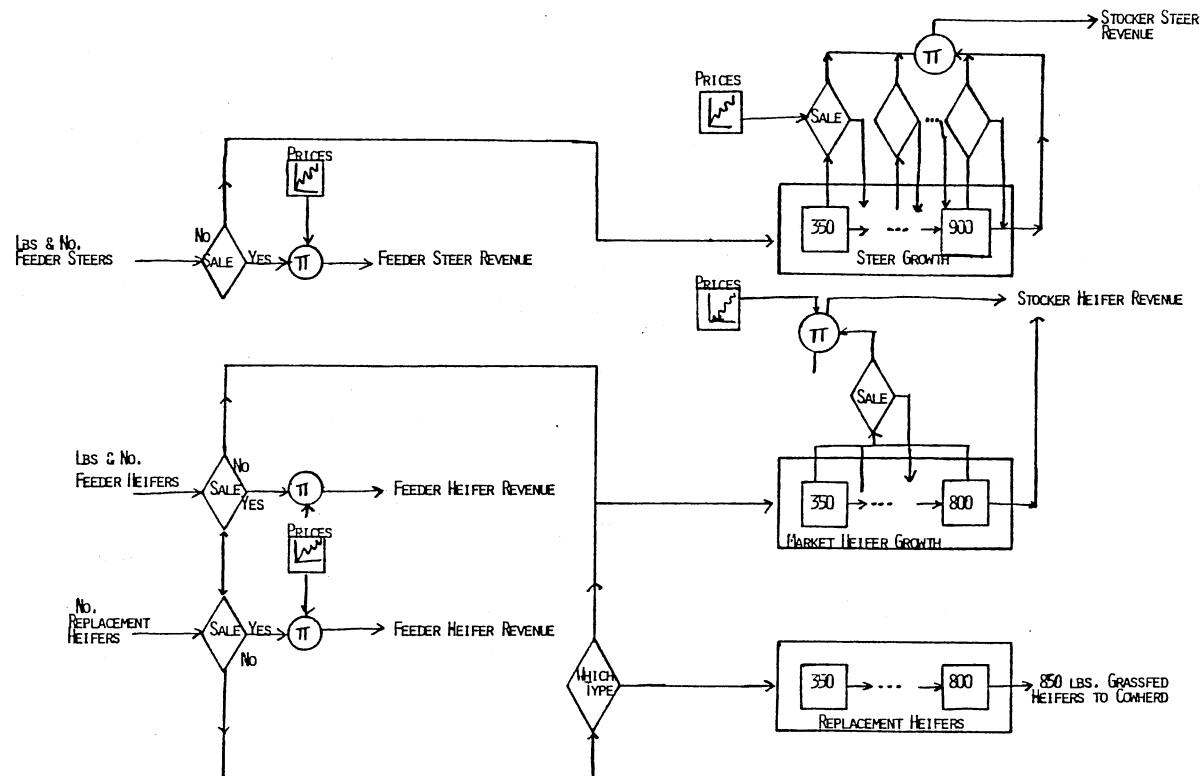 STOCKER STEER
REVENUE
π
PRICES
SALE
...
PRICES
NO
350
...
900
LBS & NO.
FEEDER STEERS
SALE
YES
π
FEEDER STEER REVENUE
STEER GROWTH
PRICES
STOCKER HEIFER REVENUE
π
SALE
LBS & NO.
FEEDER HEIFERS
NO
SALE
YES
π
FEEDER HEIFER REVENUE
350
...
800
PRICES
MARKET HEIFER GROWTH
NO.
REPLACEMENT
HEIFERS
SALE
YES
π
FEEDER HEIFER REVENUE
NO
WHICH
TYPE
350
...
800
850 LBS. GRASSFED
HEIFERS TO COWHERD
REPLACEMENT HEIFERS